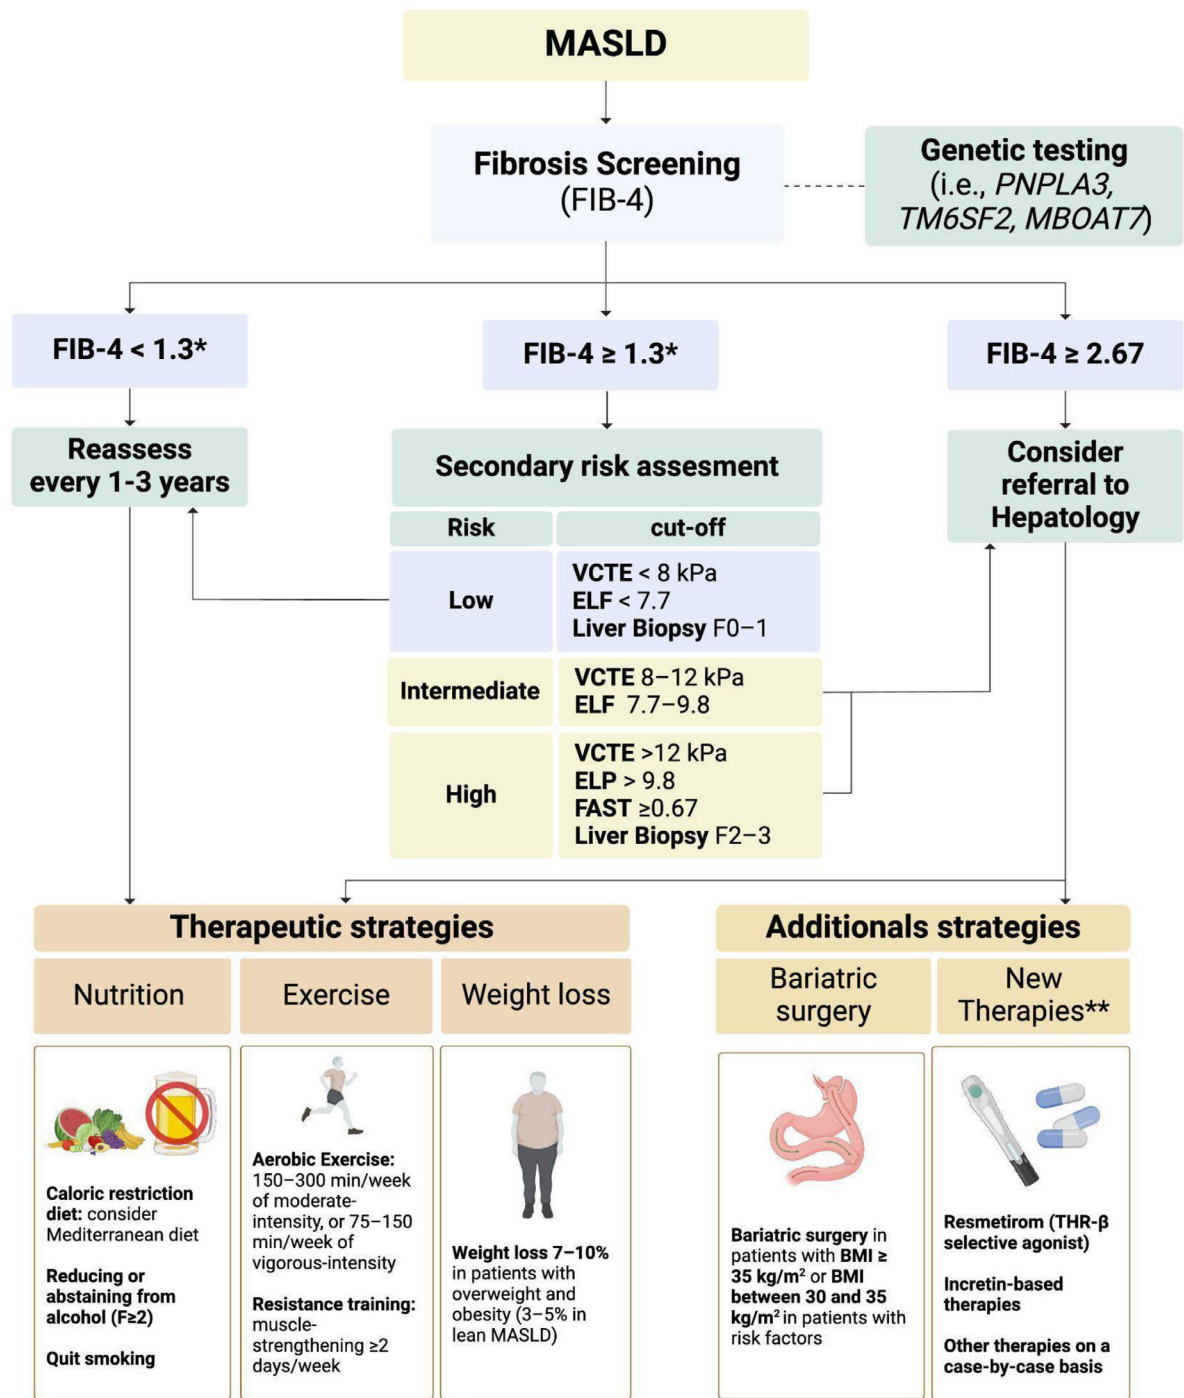 MASLD
Fibrosis Screening
(FIB-4)
Genetic testing
(i.e., PNPLA3,
TM6SF2, MBOAT7)
FIB-4 < 1.3*
FIB-4 ≥ 1.3*
FIB-4 ≥ 2.67
Reassess
every 1-3 years
Secondary risk assesment
Consider
referral to
Hepatology
Risk
cut-off
Low
VCTE < 8 kPa
ELF < 7.7
Liver Biopsy F0–1
Intermediate
VCTE 8–12 kPa
ELF 7.7–9.8
High
VCTE >12 kPa
ELP > 9.8
FAST ≥0.67
Liver Biopsy F2–3
Therapeutic strategies
Nutrition
Exercise
Weight loss
Caloric restriction
diet: consider
Mediterranean diet
Reducing or
abstaining from
alcohol (F≥2)
Quit smoking
Aerobic Exercise:
150–300 min/week
of moderate-
intensity, or 75–150
min/week of
vigorous-intensity
Resistance training:
muscle-
strengthening ≥2
days/week
Weight loss 7–10%
in patients with
overweight and
obesity (3–5% in
lean MASLD)
Additionals strategies
Bariatric
surgery
New
Therapies**
Bariatric surgery in
patients with BMI ≥
35 kg/m² or BMI
between 30 and 35
kg/m² in patients with
risk factors
Resmetirom (THR-β
selective agonist)
Incretin-based
therapies
Other therapies on a
case-by-case basis